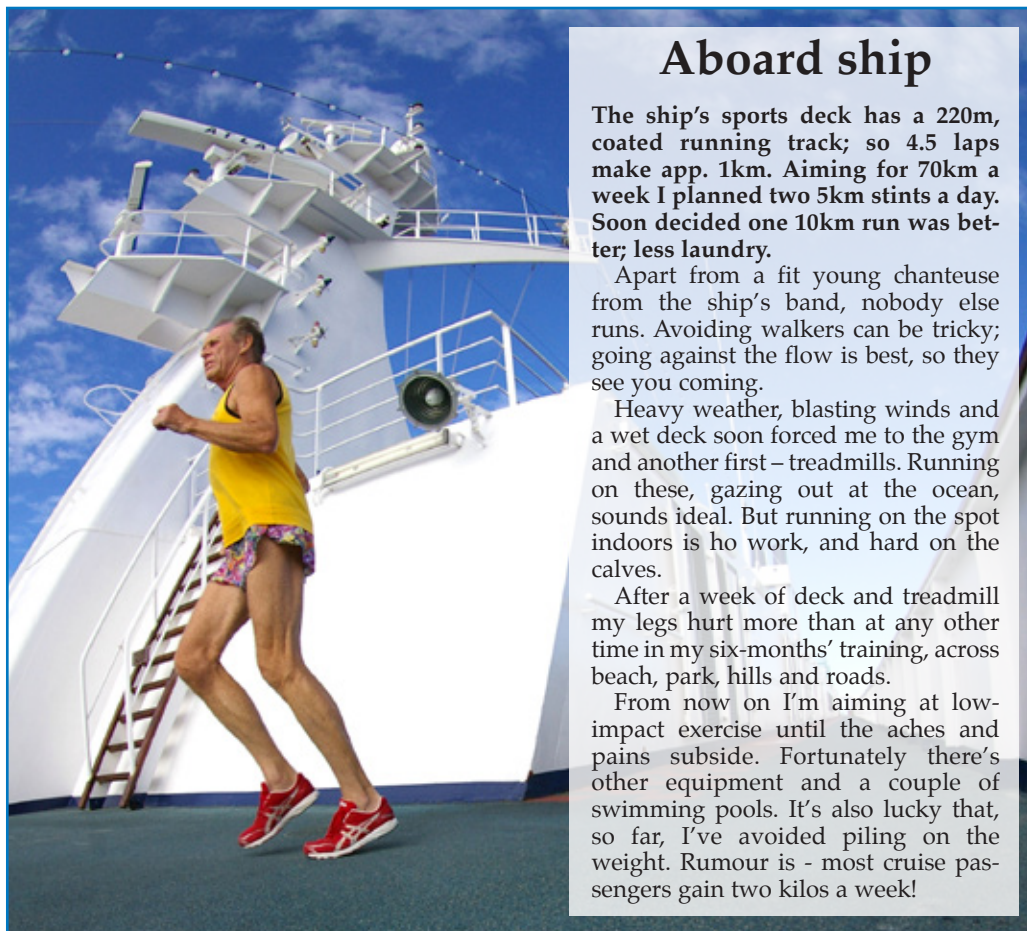 ATLA
Aboard ship
The ship's sports deck has a 220m,
coated running track; so 4.5 laps
make app. 1km. Aiming for 70km a
week I planned two 5km stints a day.
Soon decided one 10km run was bet-
ter; less laundry.
Apart from a fit young chanteuse
from the ship's band, nobody else
runs. Avoiding walkers can be tricky;
going against the flow is best, so they
see you coming.
Heavy weather, blasting winds and
a wet deck soon forced me to the gym
and another first – treadmills. Running
on these, gazing out at the ocean,
sounds ideal. But running on the spot
indoors is ho work, and hard on the
calves.
After a week of deck and treadmill
my legs hurt more than at any other
time in my six-months' training, across
beach, park, hills and roads.
From now on I'm aiming at low-
impact exercise until the aches and
pains subside. Fortunately there's
other equipment and a couple of
swimming pools. It's also lucky that,
so far, I've avoided piling on the
weight. Rumour is - most cruise pas-
sengers gain two kilos a week!